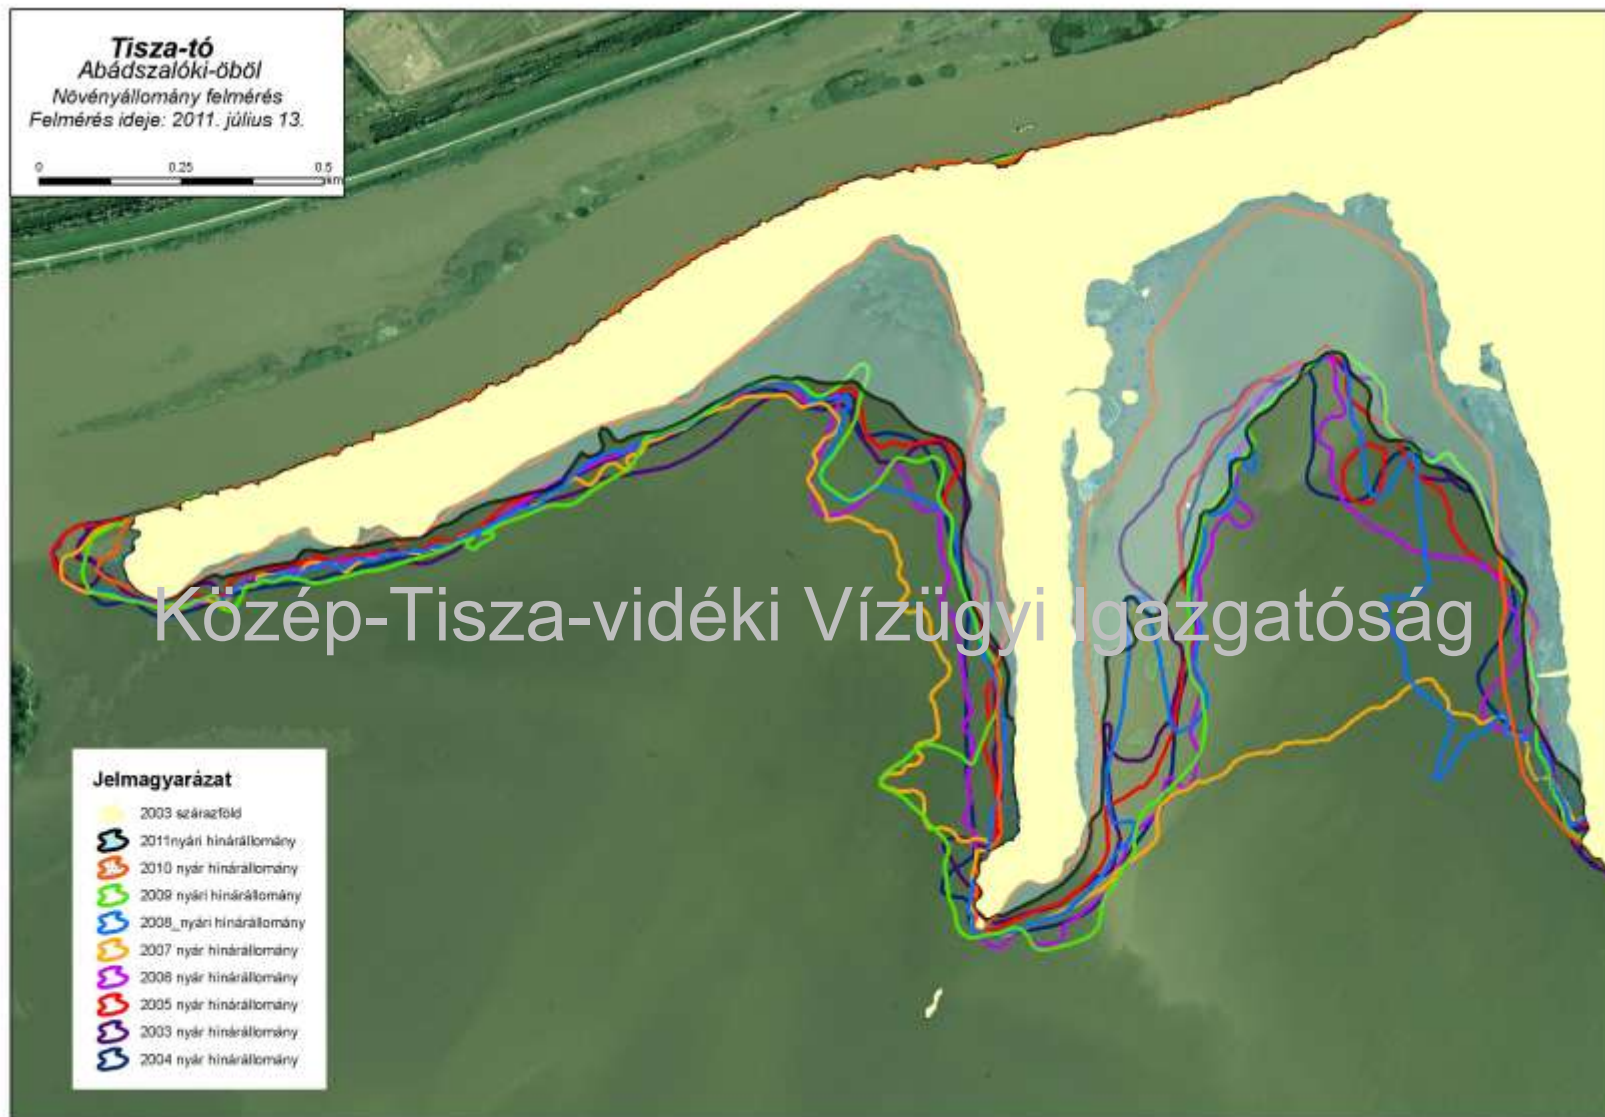 Tisza-tó
Abádszalóki-öböl
Növényállomány felmérés
Felmérés ideje: 2011. július 13.
0 0.25 0.5
km
Közép-Tisza-vidéki Vízügyi Igazgatóság
Jelmagyarázat
2003 szárazföld
2011nyári hínárállomány
2010 nyár hínárállomány
2009 nyári hínárállomány
2008_nyári hínárállomány
2007 nyár hínárállomány
2006 nyár hínárállomány
2005 nyár hínárállomány
2003 nyár hínárállomány
2004 nyár hínárállomány